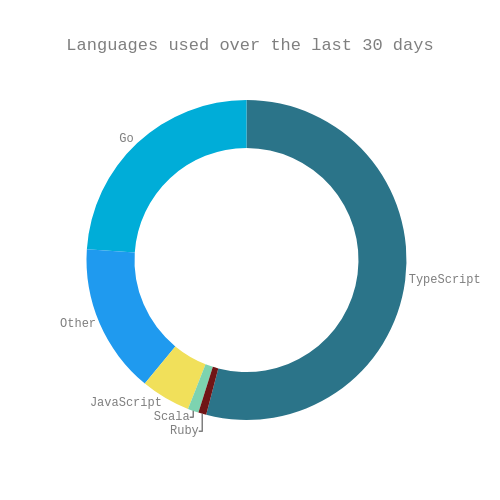 Languages used over the last 30 days
Go
TypeScript
Other
JavaScript
Scala
Ruby